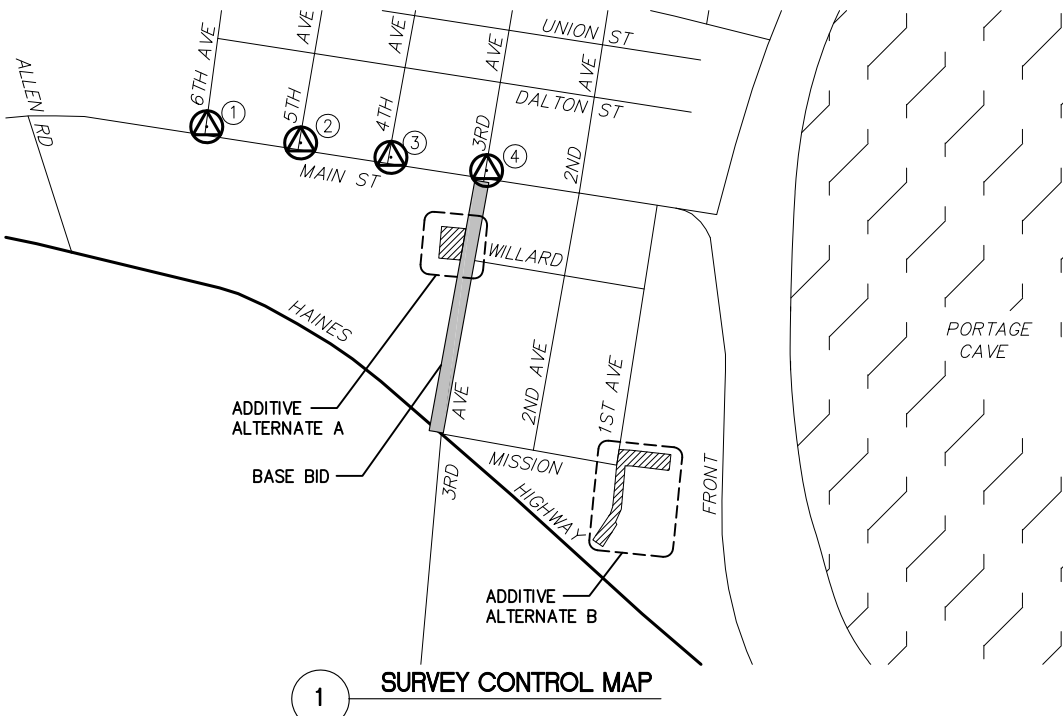 UNION ST
6TH AVE
5TH AVE
4TH AVE
3RD AVE
2ND AVE
DALTON ST
ALLEN RD
1
2
3
4
MAIN ST
WILLARD
HAINES
PORTAGE
CAVE
ADDITIVE
ALTERNATE A
AVE
2ND AVE
1ST AVE
BASE BID
MISSION
3RD
HIGHWAY
FRONT
ADDITIVE
ALTERNATE B
1
SURVEY CONTROL MAP